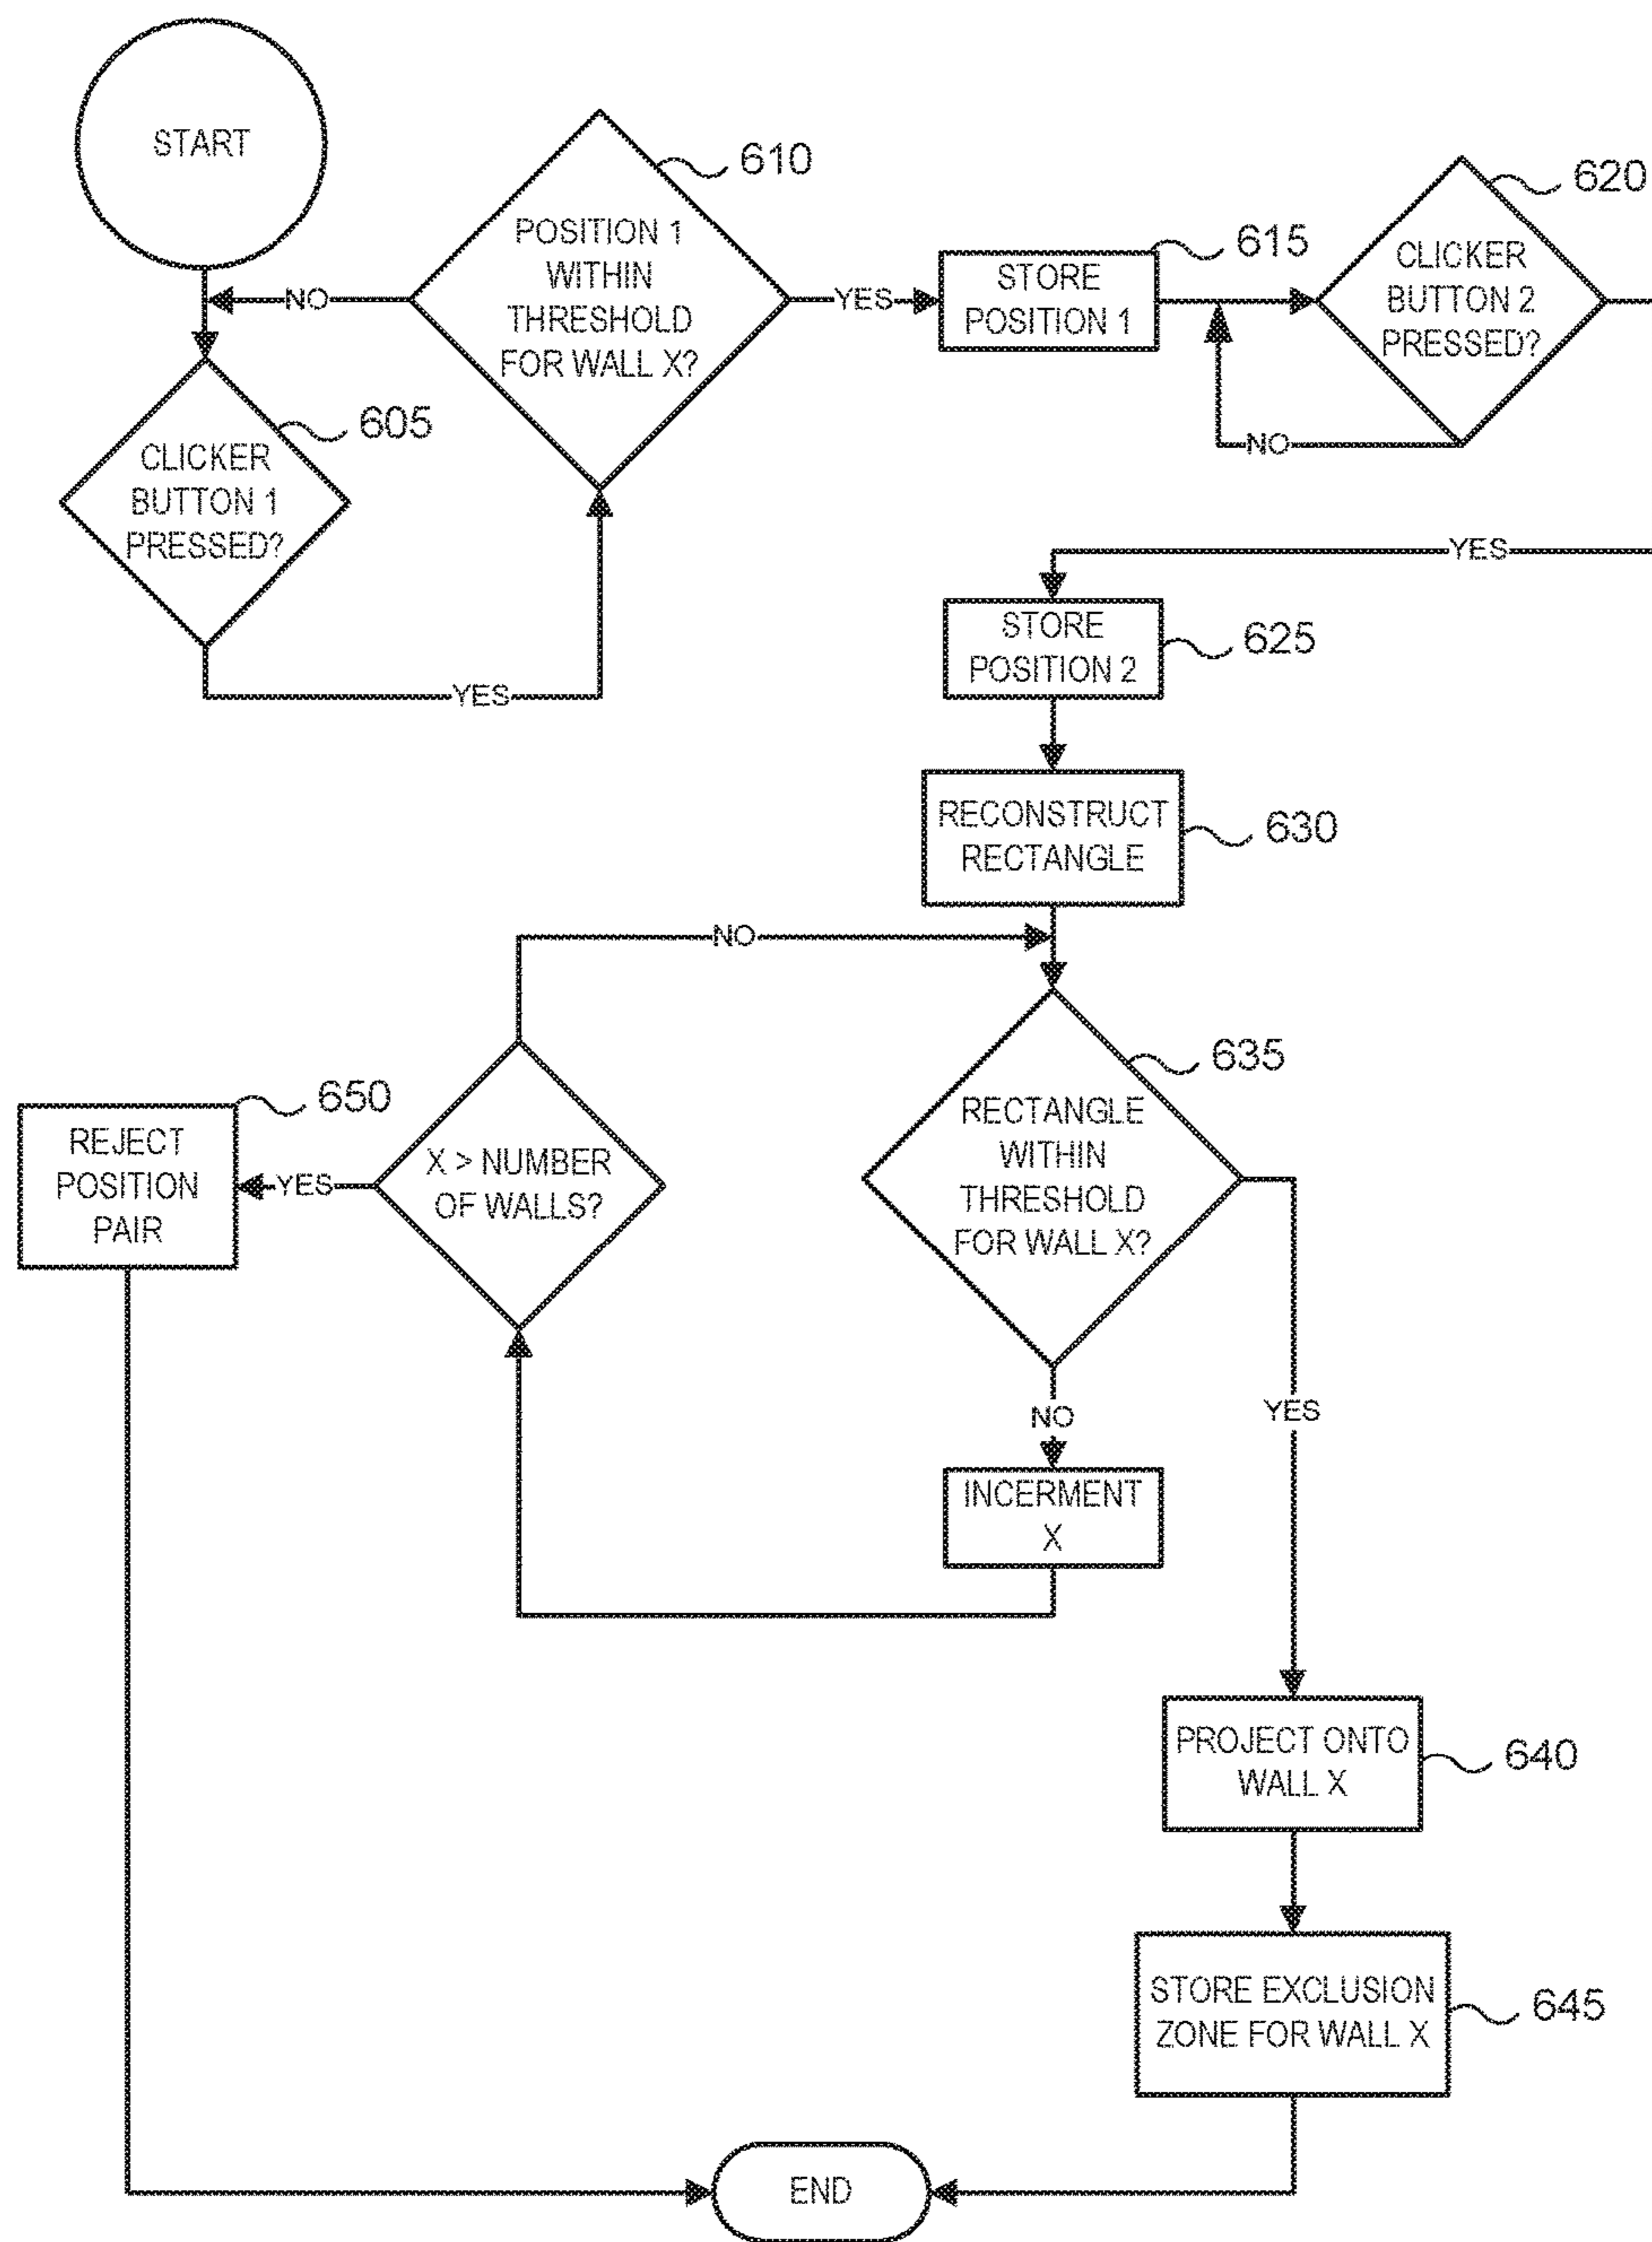 START
610
POSITION 1
WITHIN
THRESHOLD
FOR WALL X?
NO
YES
615
STORE
POSITION 1
620
CLICKER
BUTTON 2
PRESSED?
NO
605
CLICKER
BUTTON 1
PRESSED?
YES
YES
STORE
POSITION 2
625
RECONSTRUCT
RECTANGLE
630
NO
635
RECTANGLE
WITHIN
THRESHOLD
FOR WALL X?
650
REJECT
POSITION
PAIR
YES
X > NUMBER
OF WALLS?
NO
YES
INCERMENT
X
PROJECT ONTO
WALL X
640
STORE EXCLUSION
ZONE FOR WALL X
645
END